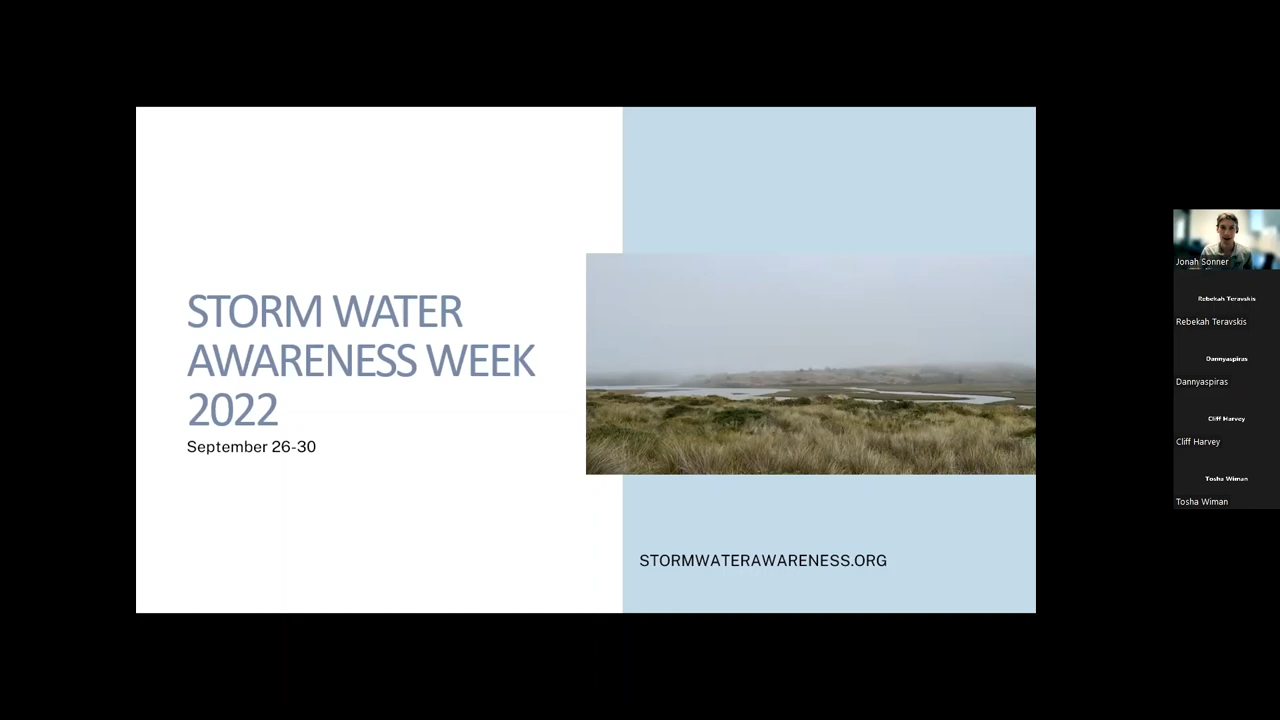 STORM WATER
AWARENESS WEEK
2022
September 26-30
STORMWATERAWARENESS.ORG
Jonah Sonner
Rebekah Teravskis
Rebekah Teravskis
Dannyaspiras
Dannyaspiras
Cliff Harvey
Cliff Harvey
Tosha Wiman
Tosha Wiman